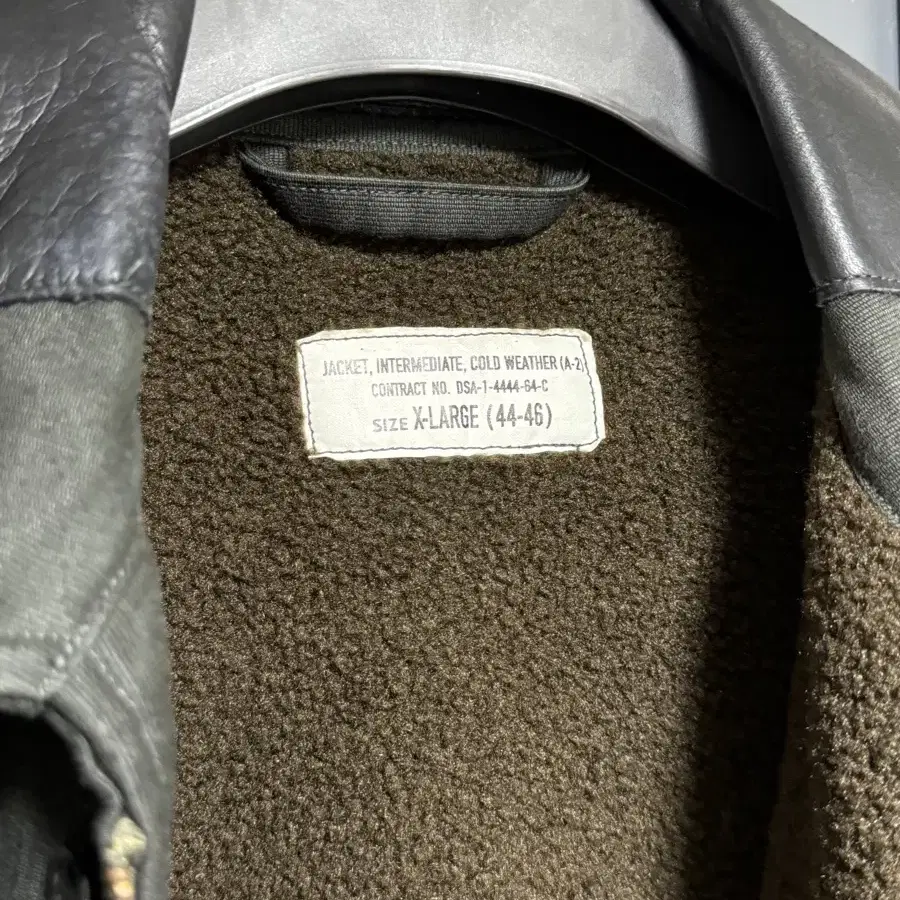 JACKET, INTERMEDIATE, COLD WEATHER (A-2)
CONTRACT NO. DSA-1-4444-64-C
SIZE X-LARGE (44-46)